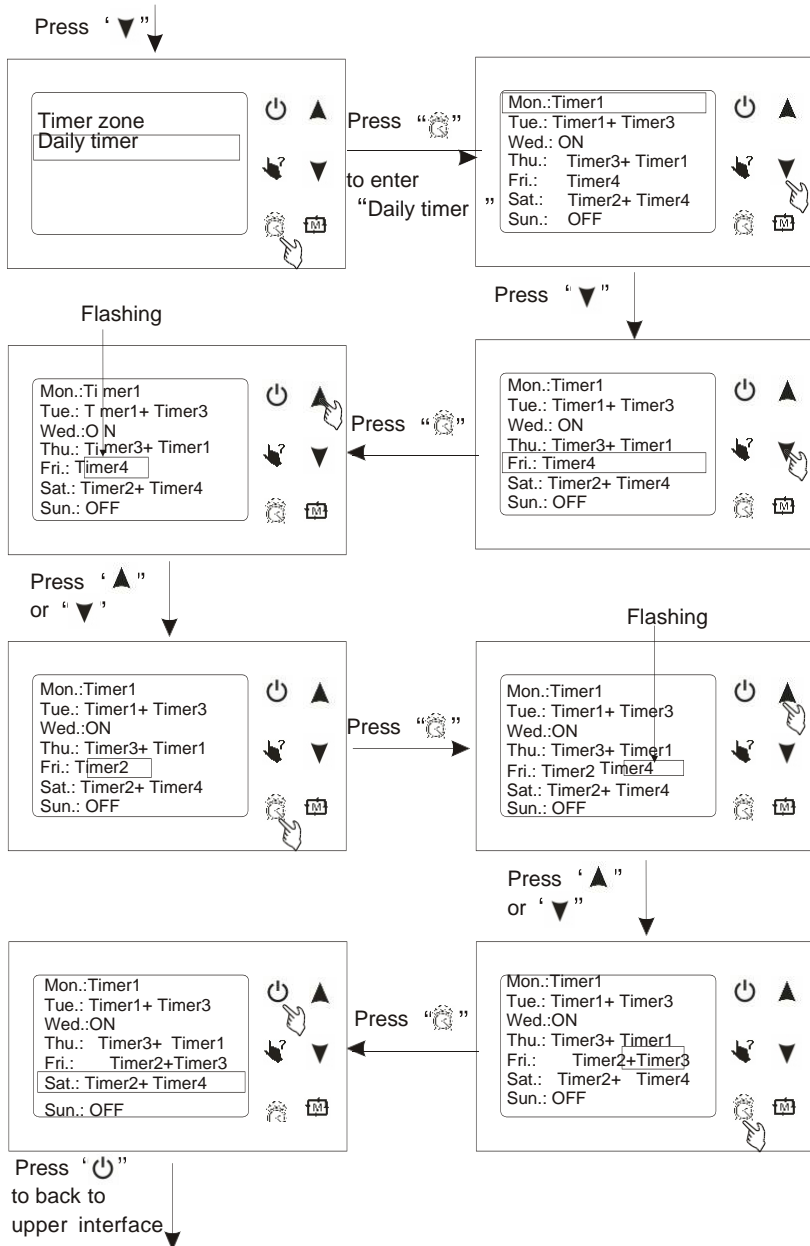 Press ‘▼”
Timer zone
Daily timer
Press “⏰”
to enter
“Daily timer ”
Mon.:Timer1
Tue.: Timer1+ Timer3
Wed.: ON
Thu.: Timer3+ Timer1
Fri.: Timer4
Sat.: Timer2+ Timer4
Sun.: OFF
?
M
?
M
Press ‘▼”
Flashing
Mon.:Ti mer1
Tue.: T mer1+ Timer3
Wed.:O N
Thu.: Ti mer3+ Timer1
Fri.: Timer4
Sat.: Timer2+ Timer4
Sun.: OFF
?
M
Press “⏰”
Mon.:Timer1
Tue.: Timer1+ Timer3
Wed.: ON
Thu.: Timer3+ Timer1
Fri.: Timer4
Sat.: Timer2+ Timer4
Sun.: OFF
?
M
Press ‘▲”
or “▼’
Flashing
Mon.:Timer1
Tue.: Timer1+ Timer3
Wed.:ON
Thu.: Timer3+ Timer1
Fri.: Timer2
Sat.: Timer2+ Timer4
Sun.: OFF
?
M
Press “⏰”
Mon.:Timer1
Tue.: Timer1+ Timer3
Wed.:ON
Thu.: Timer3+ Timer1
Fri.: Timer2 Timer4
Sat.: Timer2+ Timer4
Sun.: OFF
?
M
Press ‘▲”
or ‘▼”
Mon.:Timer1
Tue.: Timer1+ Timer3
Wed.:ON
Thu.: Timer3+ Timer1
Fri.: Timer2+Timer3
Sat.: Timer2+ Timer4
Sun.: OFF
?
M
Press “⏰”
Mon.:Timer1
Tue.: Timer1+ Timer3
Wed.:ON
Thu.: Timer3+ Timer1
Fri.: Timer2+Timer3
Sat.: Timer2+ Timer4
Sun.: OFF
?
M
Press ‘⏻”
to back to
upper interface